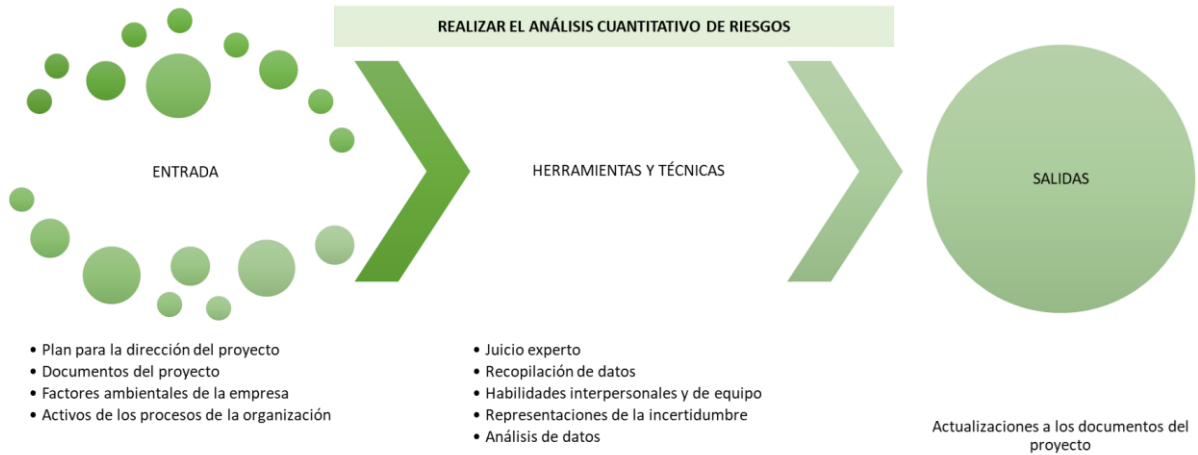 REALIZAR EL ANÁLISIS CUANTITATIVO DE RIESGOS
ENTRADA
HERRAMIENTAS Y TÉCNICAS
SALIDAS
• Plan para la dirección del proyecto
• Documentos del proyecto
• Factores ambientales de la empresa
• Activos de los procesos de la organización
• Juicio experto
• Recopilación de datos
• Habilidades interpersonales y de equipo
• Representaciones de la incertidumbre
• Análisis de datos
Actualizaciones a los documentos del
proyecto